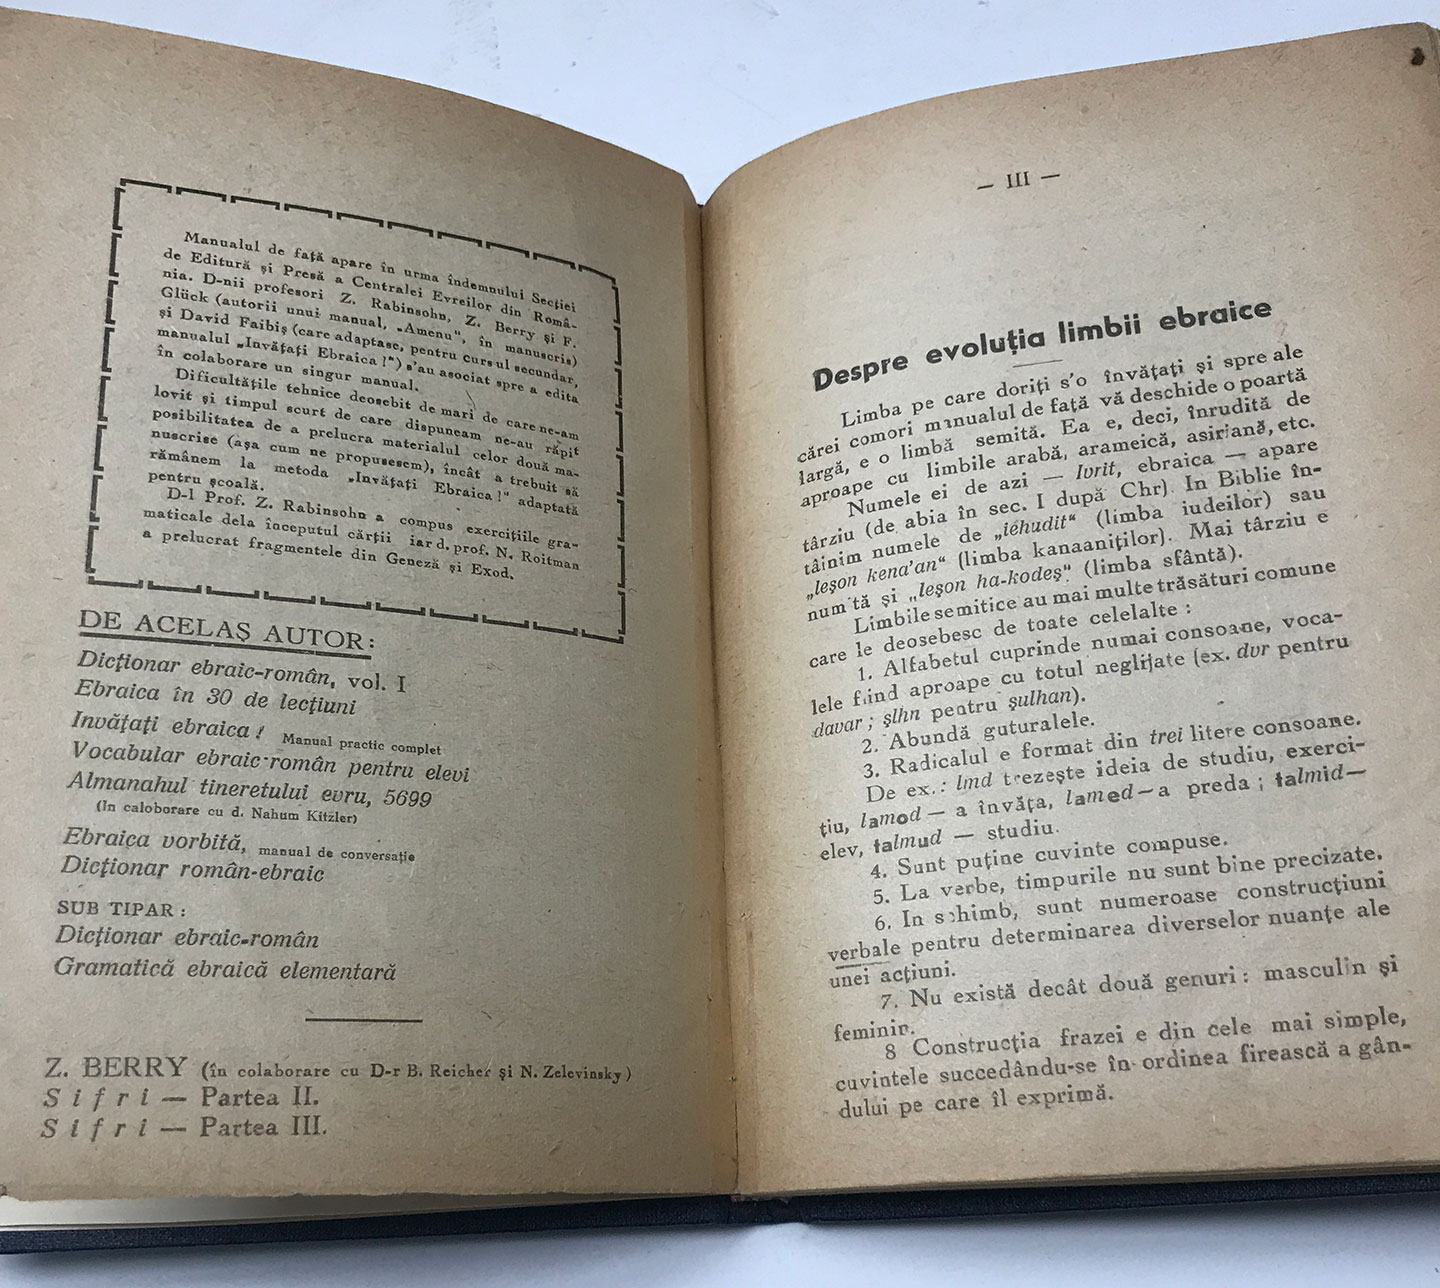 Manualul de față apare în urma îndemnului Secției
de Editură și Presă a Centralei Evreilor din Româ-
nia. D-nii profesori Z. Rabinsohn, Z. Berry și F.
Glück (autorii unui manual, „Amenu", în manuscris)
și David Faibiș (care adaptase, pentru cursul secundar,
manualul „Invățați Ebraica !") s'au asociat spre a edita
în colaborare un singur manual.
Dificultățile tehnice deosebit de mari de care ne-am
lovit și timpul scurt de care dispuneam ne-au răpit
posibilitatea de a prelucra materialul celor două ma-
nuscrise (așa cum ne propusesem), încât a trebuit să
rămânem la metoda „Invățați Ebraica !" adaptată
pentru școală.
D-l Prof. Z. Rabinsohn a compus exercițiile gra-
maticale dela începutul cărții iar d. prof. N. Roitman
a prelucrat fragmentele din Geneză și Exod.
DE ACELAȘ AUTOR:
Dicționar ebraic-român, vol. I
Ebraica în 30 de lecțiuni
Invățați ebraica ! Manual practic complet
Vocabular ebraic-român pentru elevi
Almanahul tineretului evru, 5699
(In caloborare cu d. Nahum Kitzler)
Ebraica vorbită, manual de conversație
Dicționar român-ebraic
SUB TIPAR :
Dicționar ebraic-român
Gramatică ebraică elementară
Z. BERRY (în colaborare cu D-r B. Reicher și N. Zelevinsky)
Sifri — Partea II.
Sifri — Partea III.
— III —
Despre evoluția limbii ebraice
Limba pe care doriți s'o învățați și spre ale
cărei comori manualul de față vă deschide o poartă
largă, e o limbă semită. Ea e, deci, înrudită de
aproape cu limbile arabă, arameică, asiriană, etc.
Numele ei de azi — Ivrit, ebraica — apare
târziu (de abia în sec. I după Chr). In Biblie în-
tâinim numele de „iehudit" (limba iudeilor) sau
„leșon kena'an" (limba kanaaniților). Mai târziu e
numită și „leșon ha-kodeș" (limba sfântă).
Limbile semitice au mai multe trăsături comune
care le deosebesc de toate celelalte :
1. Alfabetul cuprinde numai consoane, voca-
lele fiind aproape cu totul neglijate (ex. dvr pentru
davar ; șlhn pentru șulhan).
2. Abundă guturalele.
3. Radicalul e format din trei litere consoane.
De ex. : lmd trezește ideia de studiu, exerci-
țiu, lamod — a învăța, lamed — a preda ; talmid —
elev, talmud — studiu.
4. Sunt puține cuvinte compuse.
5. La verbe, timpurile nu sunt bine precizate.
6. In schimb, sunt numeroase construcțiuni
verbale pentru determinarea diverselor nuanțe ale
unei acțiuni.
7. Nu există decât două genuri : masculin și
feminin.
8 Construcția frazei e din cele mai simple,
cuvintele succedându-se în ordinea firească a gân-
dului pe care îl exprimă.